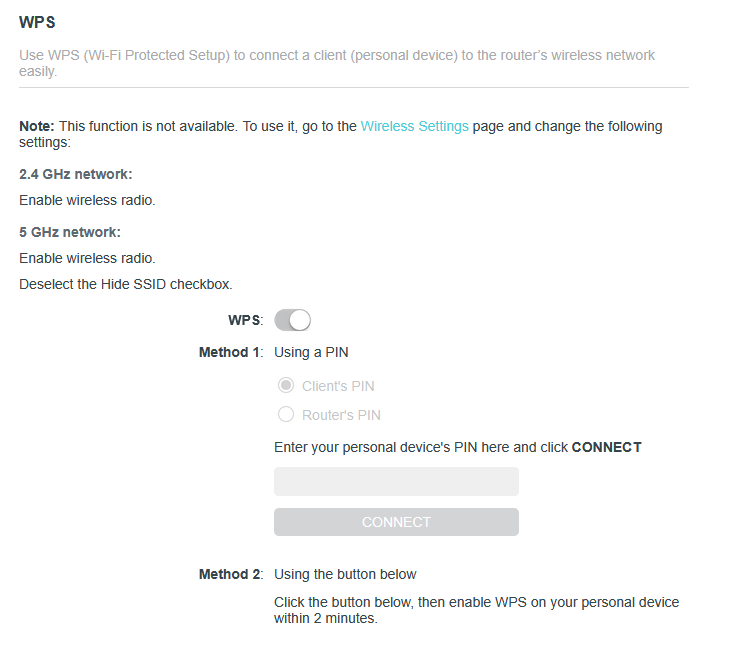 WPS
Use WPS (Wi-Fi Protected Setup) to connect a client (personal device) to the router's wireless network
easily.
Note: This function is not available. To use it, go to the Wireless Settings page and change the following
settings:
2.4 GHz network:
Enable wireless radio.
5 GHz network:
Enable wireless radio.
Deselect the Hide SSID checkbox.
WPS:
Method 1: Using a PIN
Client's PIN
Router's PIN
Enter your personal device's PIN here and click CONNECT
CONNECT
Method 2: Using the button below
Click the button below, then enable WPS on your personal device
within 2 minutes.